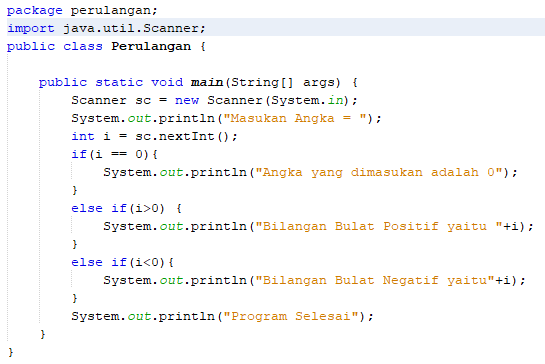 package perulangan;
import java.util.Scanner;
public class Perulangan {
public static void main(String[] args) {
Scanner sc = new Scanner(System.in);
System.out.println("Masukan Angka = ");
int i = sc.nextInt();
if(i == 0){
System.out.println("Angka yang dimasukan adalah 0");
}
else if(i>0) {
System.out.println("Bilangan Bulat Positif yaitu "+i);
}
else if(i<0){
System.out.println("Bilangan Bulat Negatif yaitu"+i);
}
System.out.println("Program Selesai");
}
}